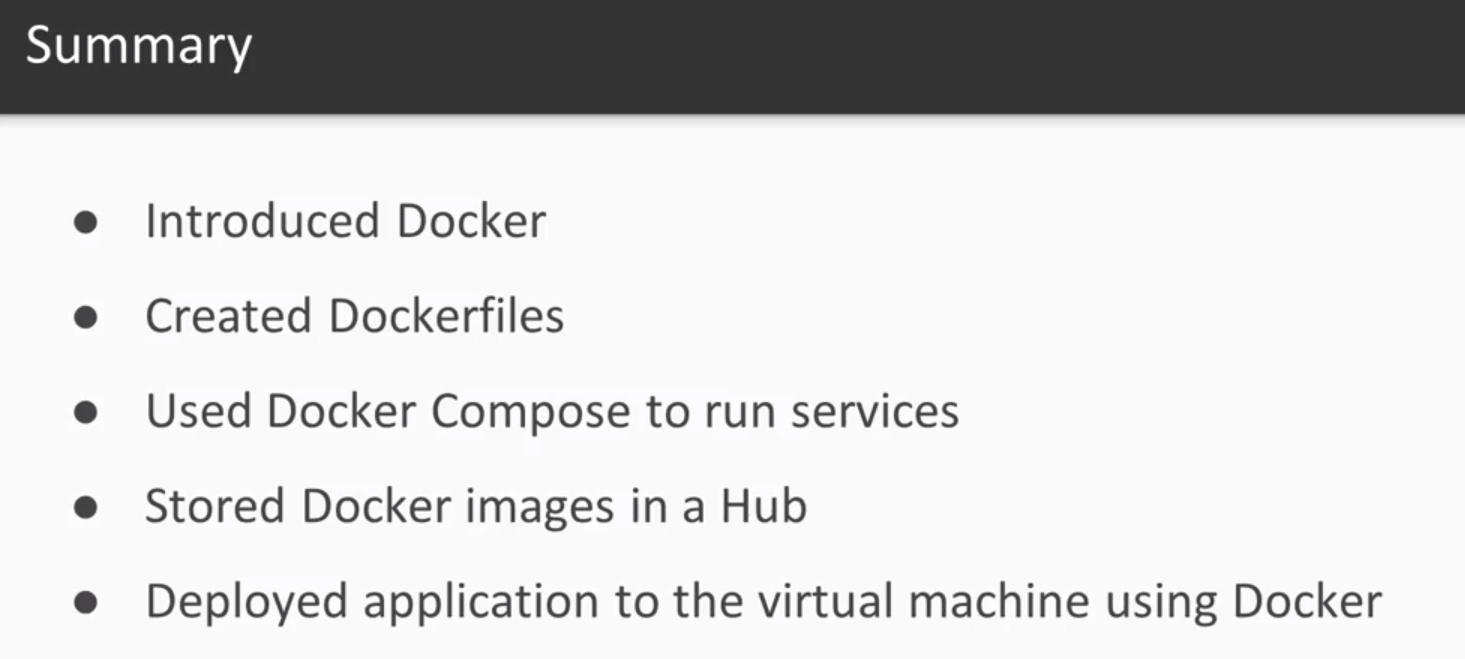 Summary
● Introduced Docker
● Created Dockerfiles
● Used Docker Compose to run services
● Stored Docker images in a Hub
● Deployed application to the virtual machine using Docker